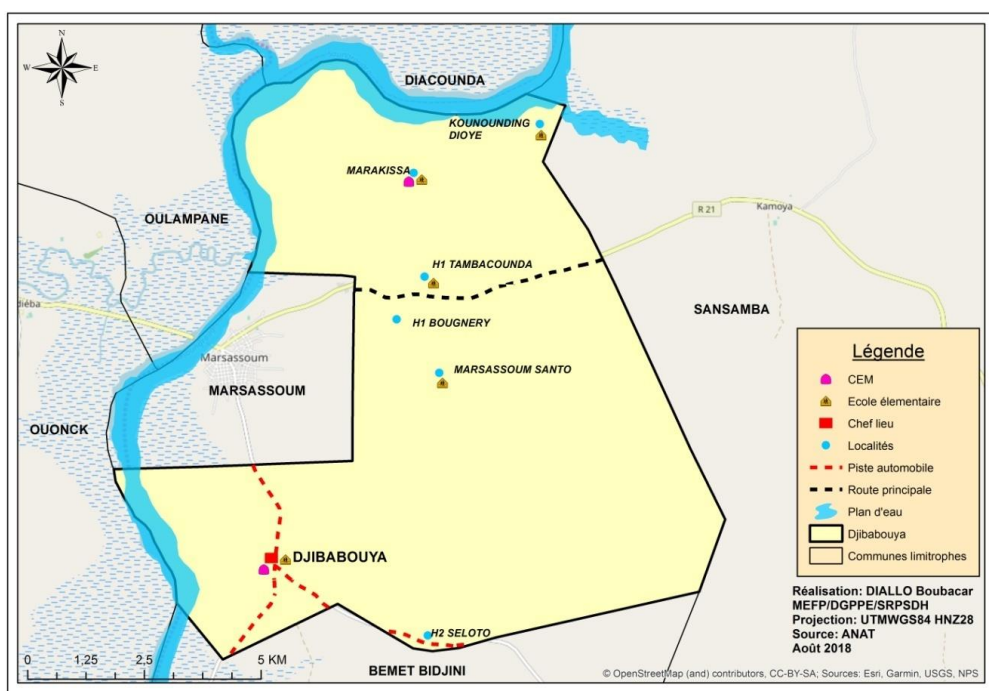 N
W E
S
DIACOUNDA
KOUNOUNDING
DIOYE
MARAKISSA
OULAMPANE
R 21
Kamoya
H1 TAMBACOUNDA
SANSAMBA
diéba
H1 BOUGNERY
Marsassoum
MARSASSOUM SANTO
MARSASSOUM
OUONCK
DJIBABOUYA
H2 SELOTO
BEMET BIDJINI
0 1.25 2,5 5 KM
Légende
CEM
Ecole élementaire
Chef lieu
Localités
Piste automobile
Route principale
Plan d'eau
Djibabouya
Communes limitrophes
Réalisation: DIALLO Boubacar
MEFP/DGPPE/SRPSDH
Projection: UTMWGS84 HNZ28
Source: ANAT
Août 2018
© OpenStreetMap (and) contributors, CC-BY-SA; Sources: Esri, Garmin, USGS, NPS